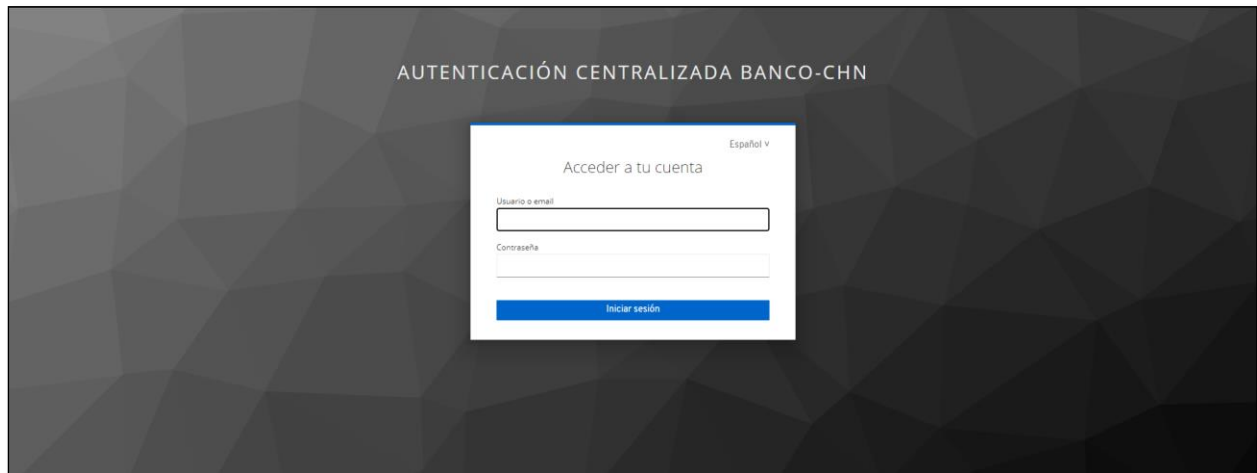 AUTENTICACIÓN CENTRALIZADA BANCO-CHN
Español ˅
Acceder a tu cuenta
Usuario o email
Contraseña
Iniciar sesión